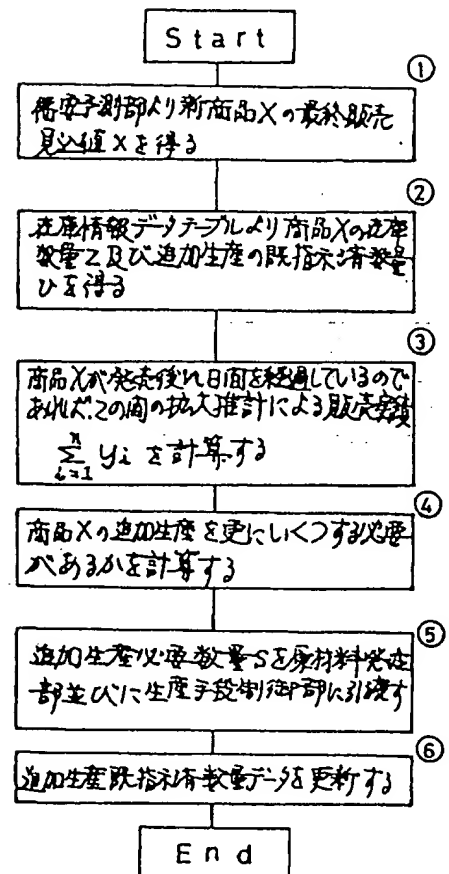 Start
①
需要予測部より新商品Xの最終販売
見込値xを得る
②
在庫情報データテーブルより商品Xの在庫
数量Z及び追加生産の既指示済数量
Uを得る
③
商品Xが発売後n日間を経過しているので
あれば、この間の拡大推計による販売実績
n
Σ yi を計算する
i=1
④
商品Xの追加生産を更にいくつする必要
があるかを計算する
⑤
追加生産必要数量Sを原材料発注
部並びに生産手段制御部に引渡す
⑥
追加生産既指示済数量データを更新する
End